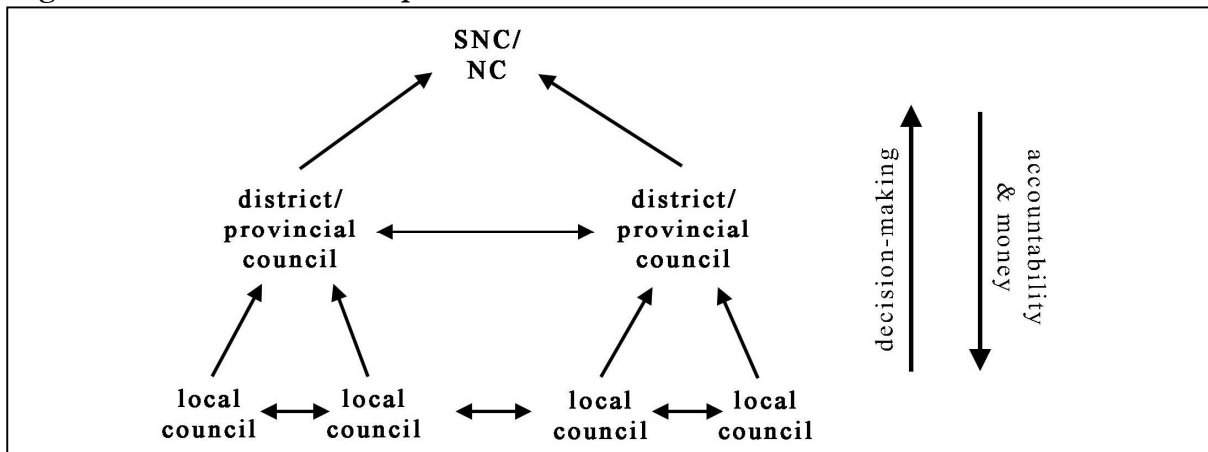 SNC/
NC
district/
provincial
council
district/
provincial
council
local
council
local
council
local
council
local
council
decision-making
accountability
& money